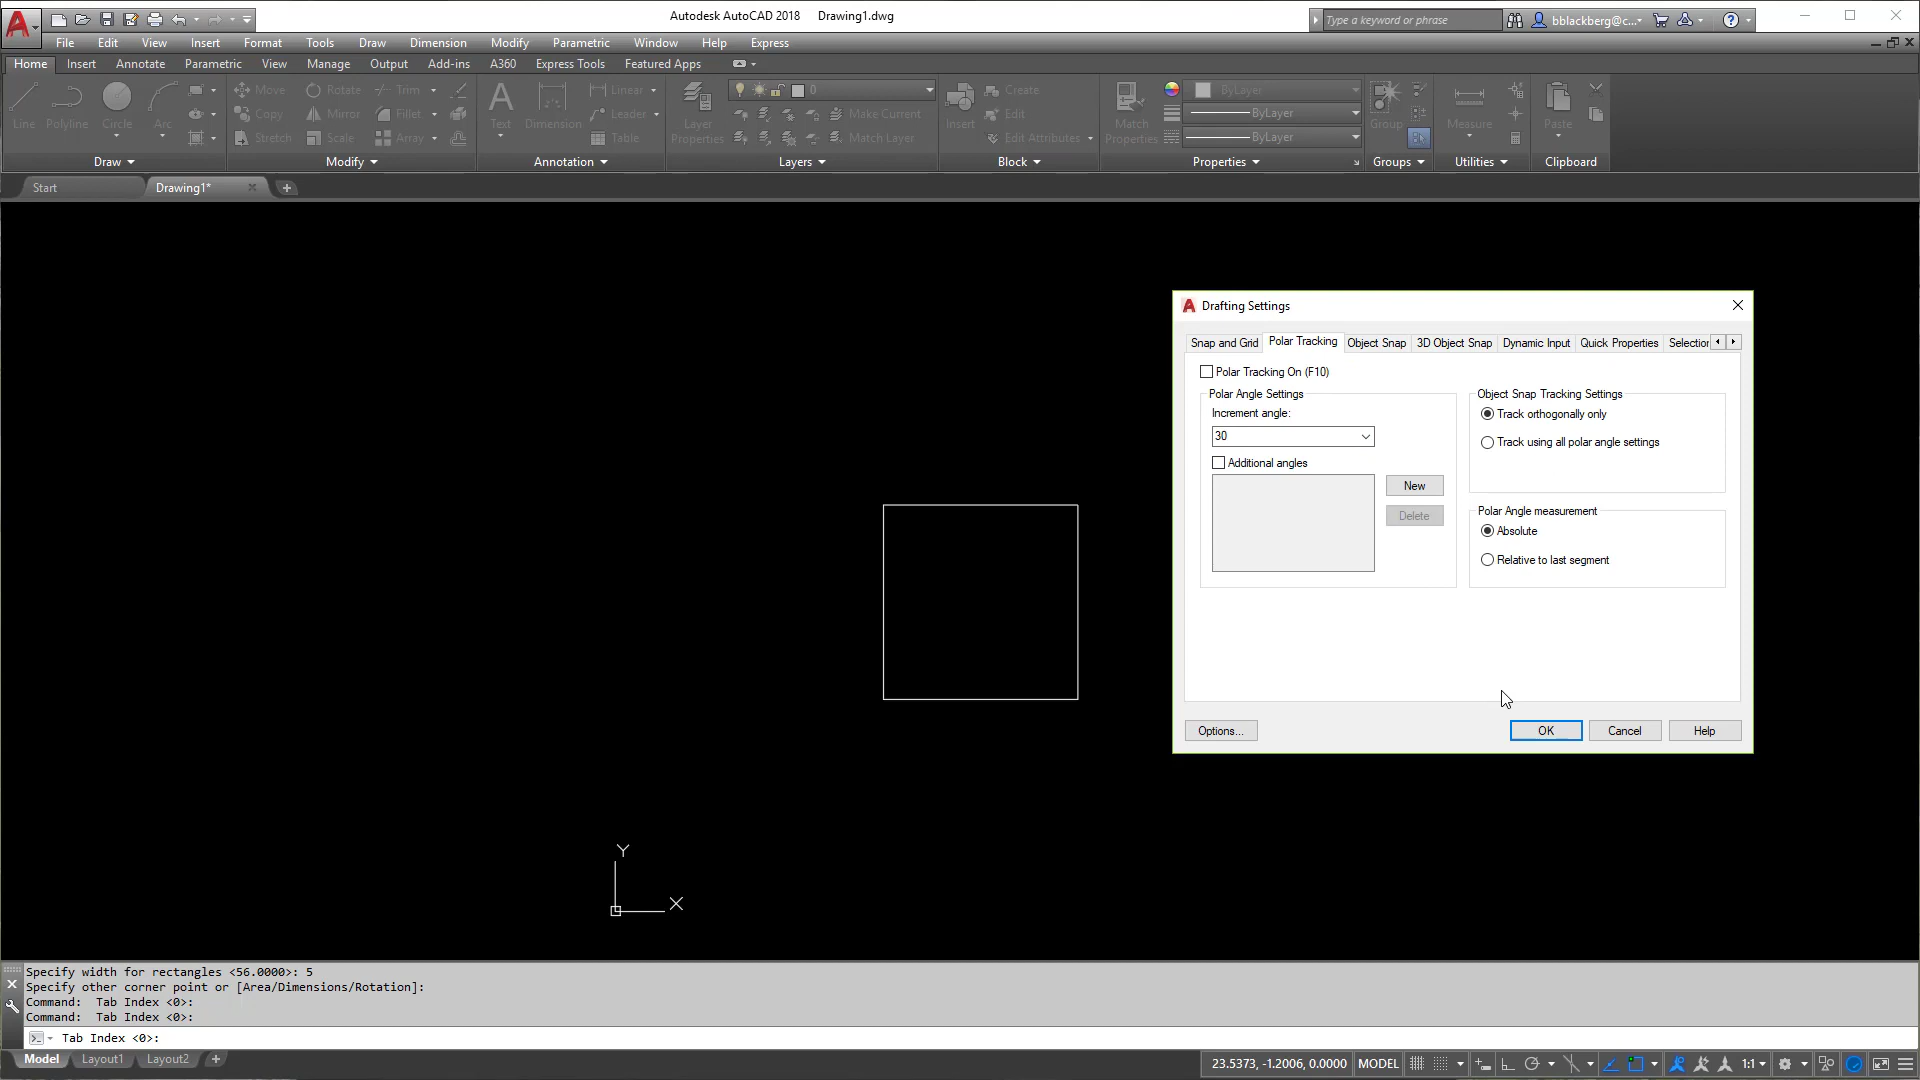 Autodesk AutoCAD 2018 Drawing1.dwg
Type a keyword or phrase
bblackberg@c...
File Edit View Insert Format Tools Draw Dimension Modify Parametric Window Help Express
Home Insert Annotate Parametric View Manage Output Add-ins A360 Express Tools Featured Apps
Line Polyline Circle Arc
Move Rotate Trim
Copy Mirror Fillet
Stretch Scale Array
Text Dimension
Linear
Leader
Table
Layer Properties
0
Make Current
Match Layer
Insert
Create
Edit
Edit Attributes
Match Properties
ByLayer
ByLayer
ByLayer
Group
Measure
Paste
Draw Modify Annotation Layers Block Properties Groups Utilities Clipboard
Start Drawing1*
Drafting Settings
Snap and Grid Polar Tracking Object Snap 3D Object Snap Dynamic Input Quick Properties Selection
Polar Tracking On (F10)
Polar Angle Settings
Increment angle:
30
Additional angles
New
Delete
Object Snap Tracking Settings
Track orthogonally only
Track using all polar angle settings
Polar Angle measurement
Absolute
Relative to last segment
Options... OK Cancel Help
Y
X
Specify width for rectangles <56.0000>: 5
Specify other corner point or [Area/Dimensions/Rotation]:
Command: Tab Index <0>:
Command: Tab Index <0>:
Tab Index <0>:
Model Layout1 Layout2
23.5373, -1.2006, 0.0000 MODEL 1:1